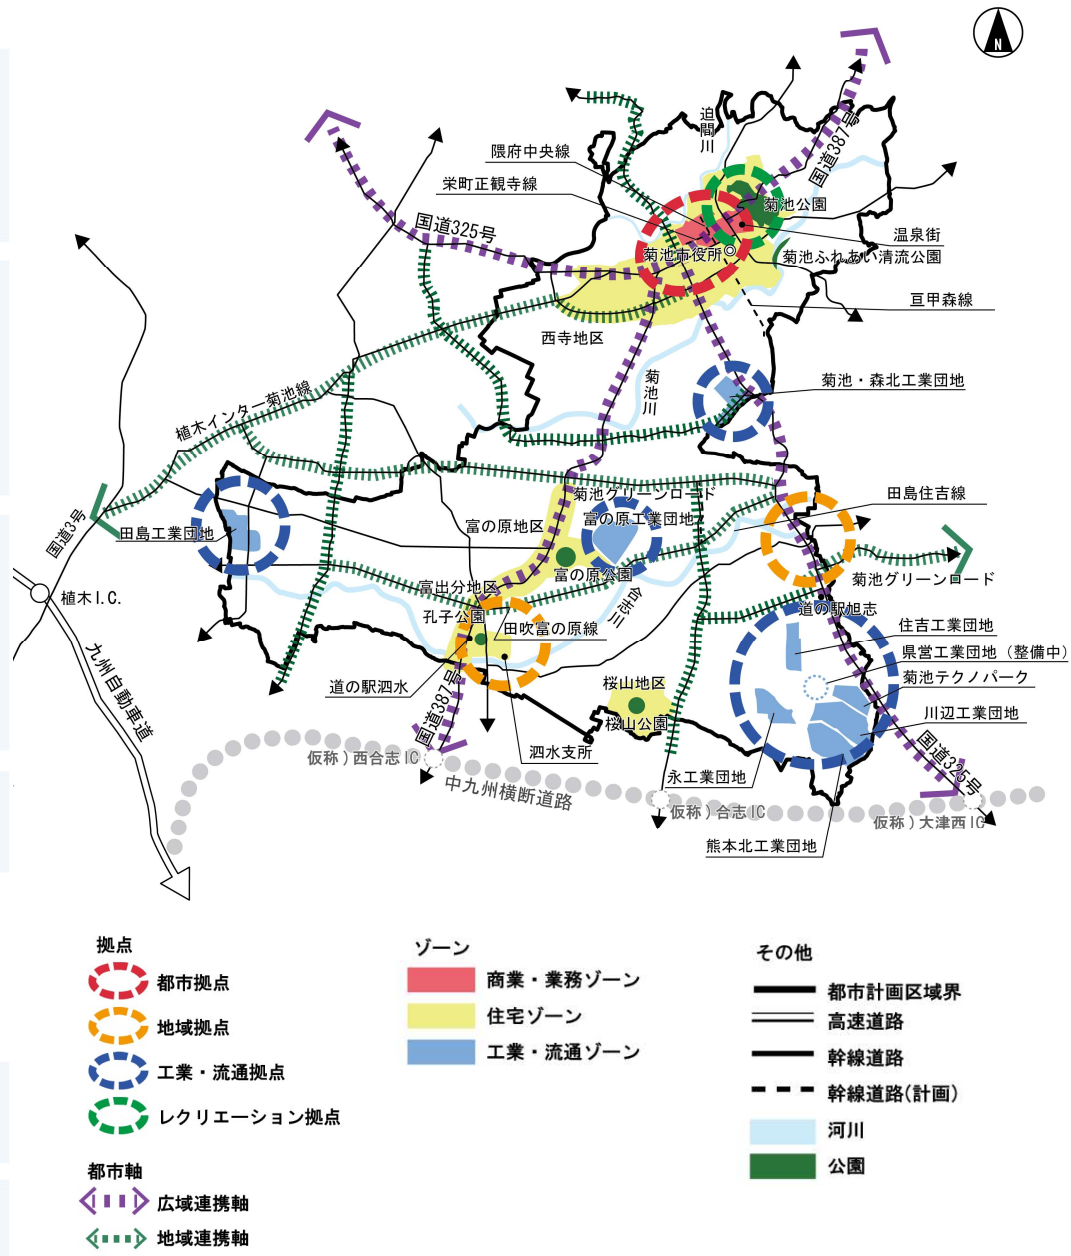 N
迫間川
国道387号
隈府中央線
栄町正観寺線
国道325号
菊池公園
温泉街
菊池市役所
菊池ふれあい清流公園
亘甲森線
西寺地区
菊池川
菊池・森北工業団地
植木インター菊池線
国道3号
田島工業団地
菊池グリーンロード
田島住吉線
富の原地区
富の原工業団地
富の原公園
菊池グリーンロード
植木I.C.
富出分地区
孔子公園
合志川
田吹富の原線
道の駅旭志
住吉工業団地
県営工業団地（整備中）
菊池テクノパーク
川辺工業団地
九州自動車道
道の駅泗水
国道387号
桜山地区
桜山公園
泗水支所
国道325号
仮称）西合志IC
中九州横断道路
永工業団地
仮称）合志IC
仮称）大津西IC
熊本北工業団地
拠点
都市拠点
地域拠点
工業・流通拠点
レクリエーション拠点
都市軸
広域連携軸
地域連携軸
ゾーン
商業・業務ゾーン
住宅ゾーン
工業・流通ゾーン
その他
都市計画区域界
高速道路
幹線道路
幹線道路(計画)
河川
公園